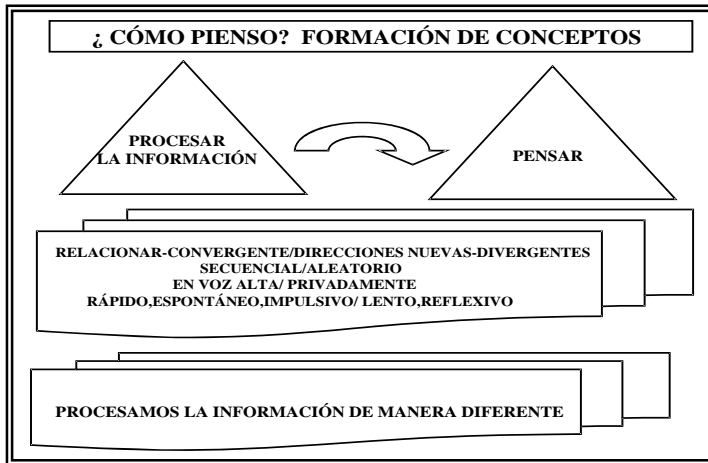 ¿ CÓMO PIENSO? FORMACIÓN DE CONCEPTOS
PROCESAR
LA INFORMACIÓN
PENSAR
RELACIONAR-CONVERGENTE/DIRECCIONES NUEVAS-DIVERGENTES
SECUENCIAL/ALEATORIO
EN VOZ ALTA/ PRIVADAMENTE
RÁPIDO,ESPONTÁNEO,IMPULSIVO/ LENTO,REFLEXIVO
PROCESAMOS LA INFORMACIÓN DE MANERA DIFERENTE